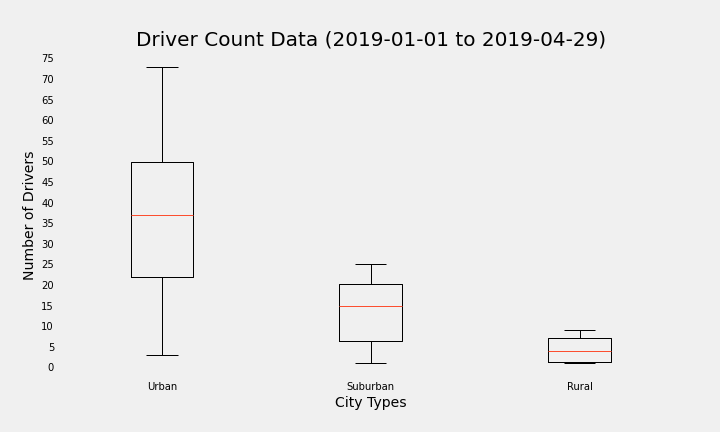 Driver Count Data (2019-01-01 to 2019-04-29)
Number of Drivers
75
70
65
60
55
50
45
40
35
30
25
20
15
10
5
0
Urban
Suburban
Rural
City Types